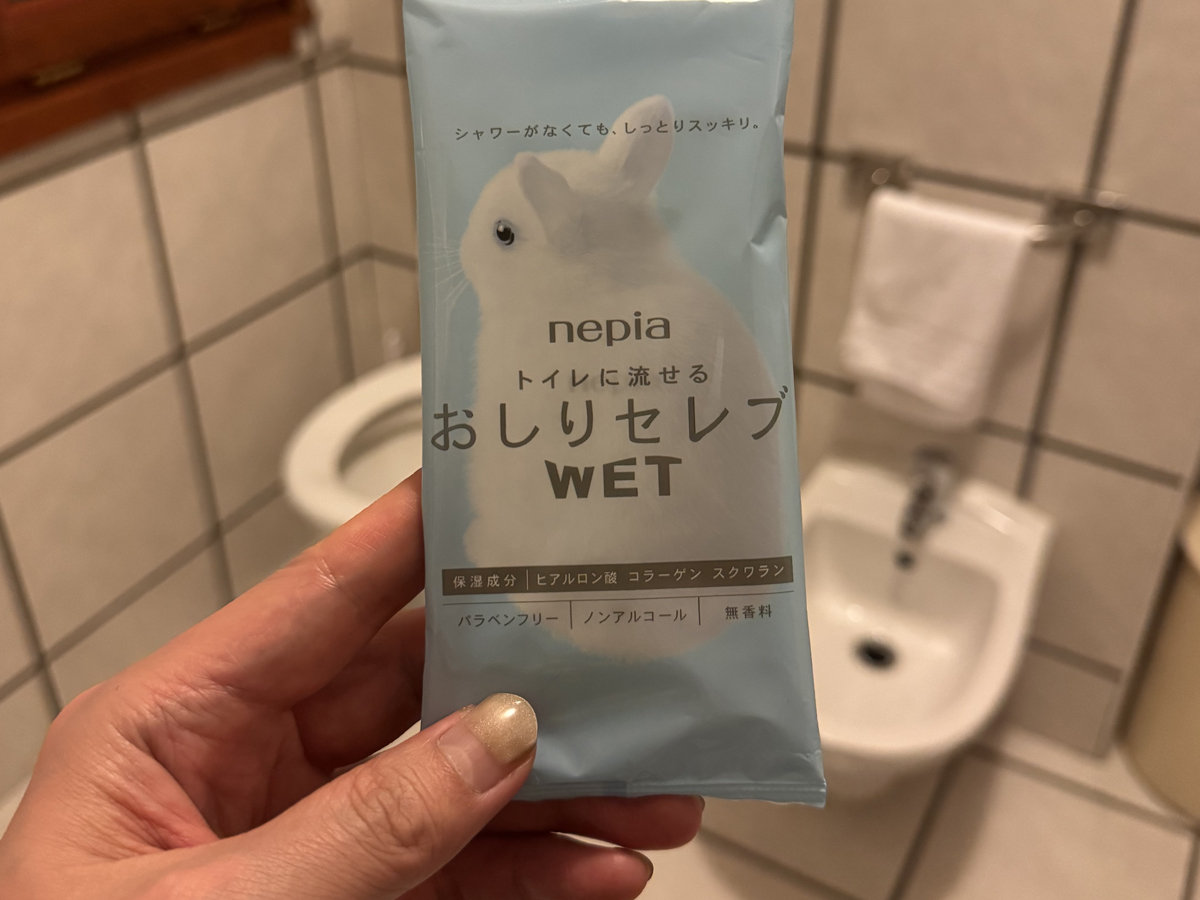 シャワーがなくても、しっとりスッキリ。
nepia
トイレに流せる
おしりセレブ
WET
保湿成分 ヒアルロン酸 コラーゲン スクワラン
パラベンフリー ノンアルコール 無香料